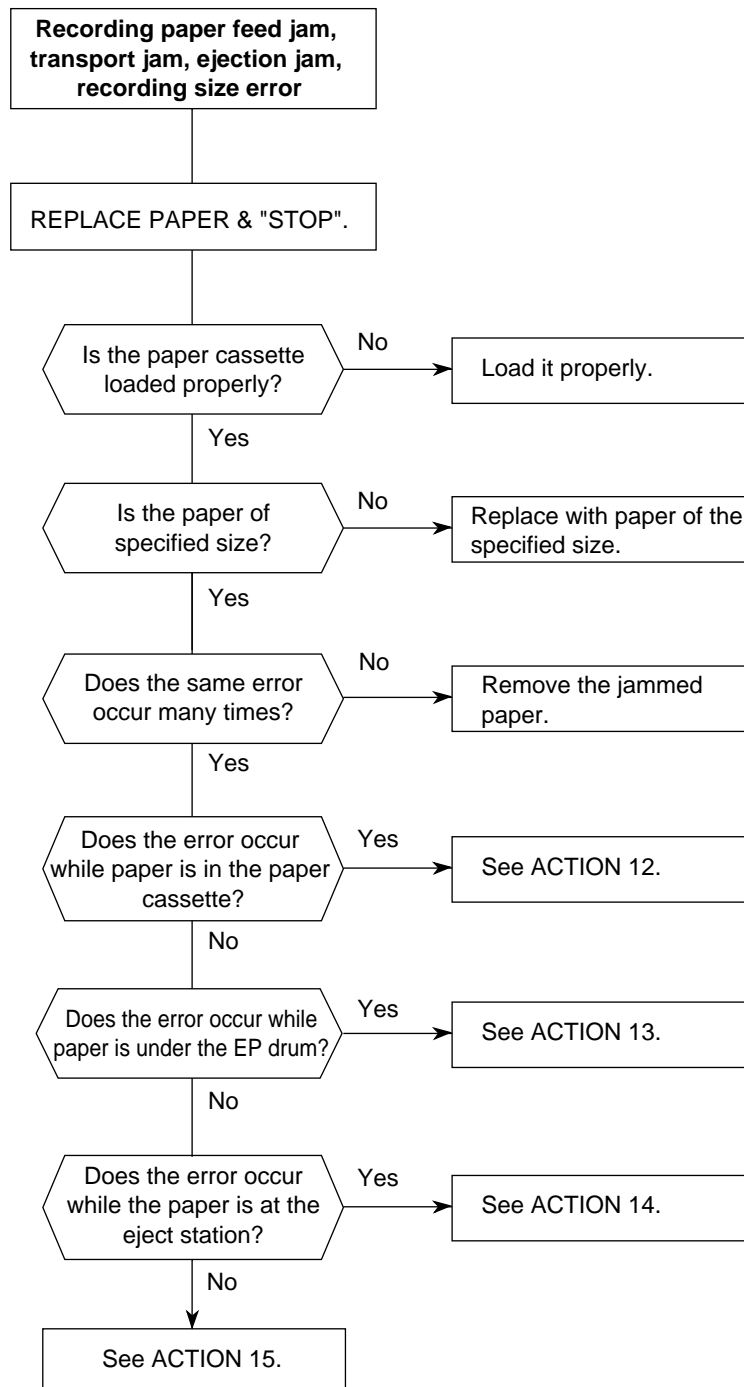 Recording paper feed jam,
transport jam, ejection jam,
recording size error
REPLACE PAPER & "STOP".
Is the paper cassette
loaded properly?
No
Load it properly.
Yes
Is the paper of
specified size?
No
Replace with paper of the
specified size.
Yes
Does the same error
occur many times?
No
Remove the jammed
paper.
Yes
Does the error occur
while paper is in the paper
cassette?
Yes
See ACTION 12.
No
Does the error occur while
paper is under the EP drum?
Yes
See ACTION 13.
No
Does the error occur
while the paper is at the
eject station?
Yes
See ACTION 14.
No
See ACTION 15.